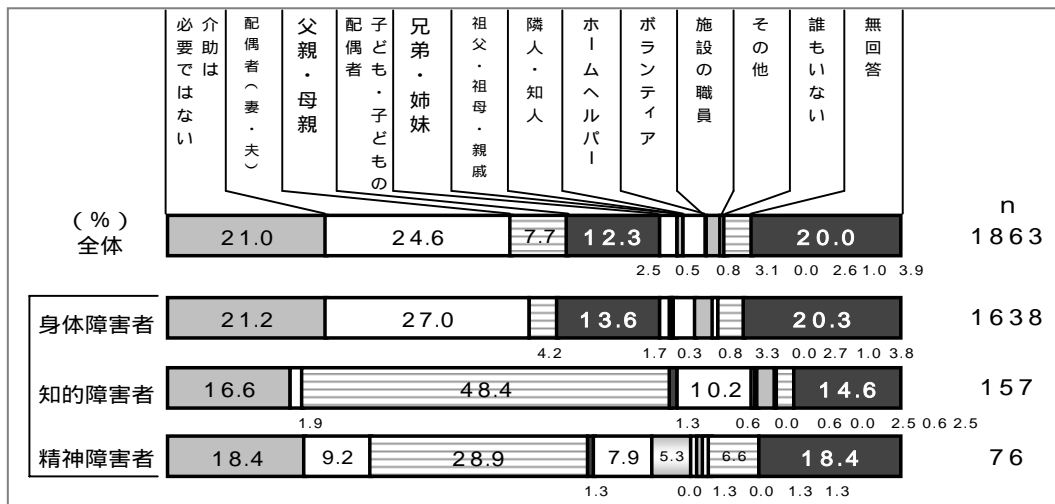 介助は
必要ではない
配偶者（妻・夫）
父親・母親
子ども・子どもの
配偶者
兄弟・姉妹
祖父・祖母・親戚
隣人・知人
ホームヘルパー
ボランティア
施設の職員
その他
誰もいない
無回答
(%)
n
全体 21.0 24.6 7.7 12.3 20.0 1863
2.5 0.5 0.8 3.1 0.0 2.6 1.0 3.9
身体障害者 21.2 27.0 13.6 20.3 1638
4.2 1.7 0.3 0.8 3.3 0.0 2.7 1.0 3.8
知的障害者 16.6 48.4 10.2 14.6 157
1.9 1.3 0.6 0.0 0.6 0.0 2.5 0.6 2.5
精神障害者 18.4 9.2 28.9 7.9 5.3 6.6 18.4 76
1.3 0.0 1.3 0.0 1.3 1.3